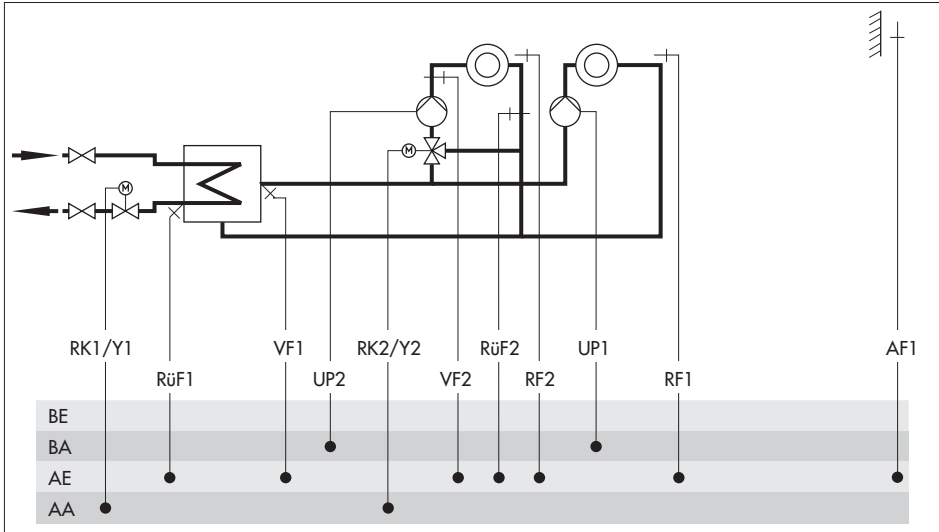 M
M
RK1/Y1
VF1
RK2/Y2
RüF2
UP1
AF1
RüF1
UP2
VF2
RF2
RF1
BE
BA
AE
AA